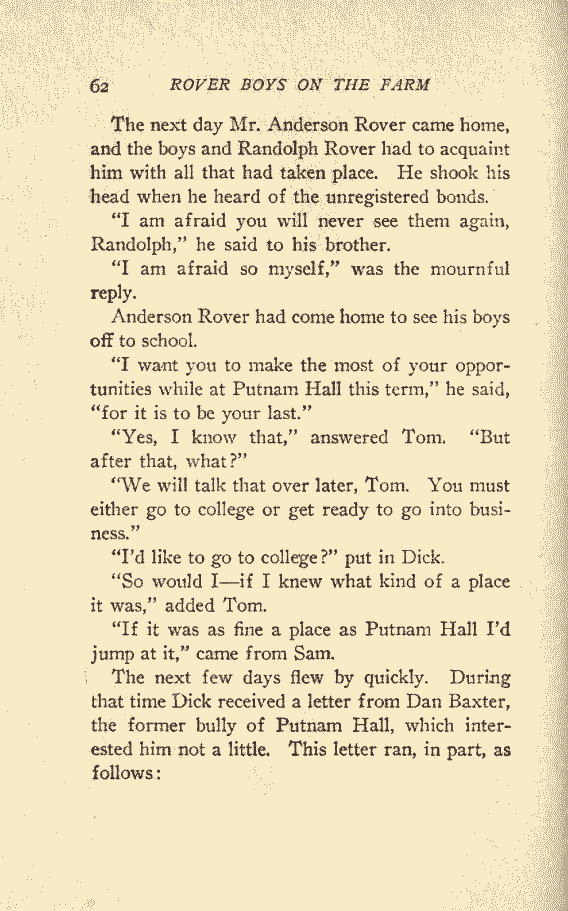 62 ROVER BOYS ON THE FARM
The next day Mr. Anderson Rover came home,
and the boys and Randolph Rover had to acquaint
him with all that had taken place. He shook his
head when he heard of the unregistered bonds.
“I am afraid you will never see them again,
Randolph,” he said to his brother.
“I am afraid so myself,” was the mournful
reply.
Anderson Rover had come home to see his boys
off to school.
“I want you to make the most of your oppor-
tunities while at Putnam Hall this term,” he said,
“for it is to be your last.”
“Yes, I know that,” answered Tom. “But
after that, what?”
“We will talk that over later, Tom. You must
either go to college or get ready to go into busi-
ness.”
“I’d like to go to college?” put in Dick.
“So would I—if I knew what kind of a place
it was,” added Tom.
“If it was as fine a place as Putnam Hall I’d
jump at it,” came from Sam.
The next few days flew by quickly. During
that time Dick received a letter from Dan Baxter,
the former bully of Putnam Hall, which inter-
ested him not a little. This letter ran, in part, as
follows: